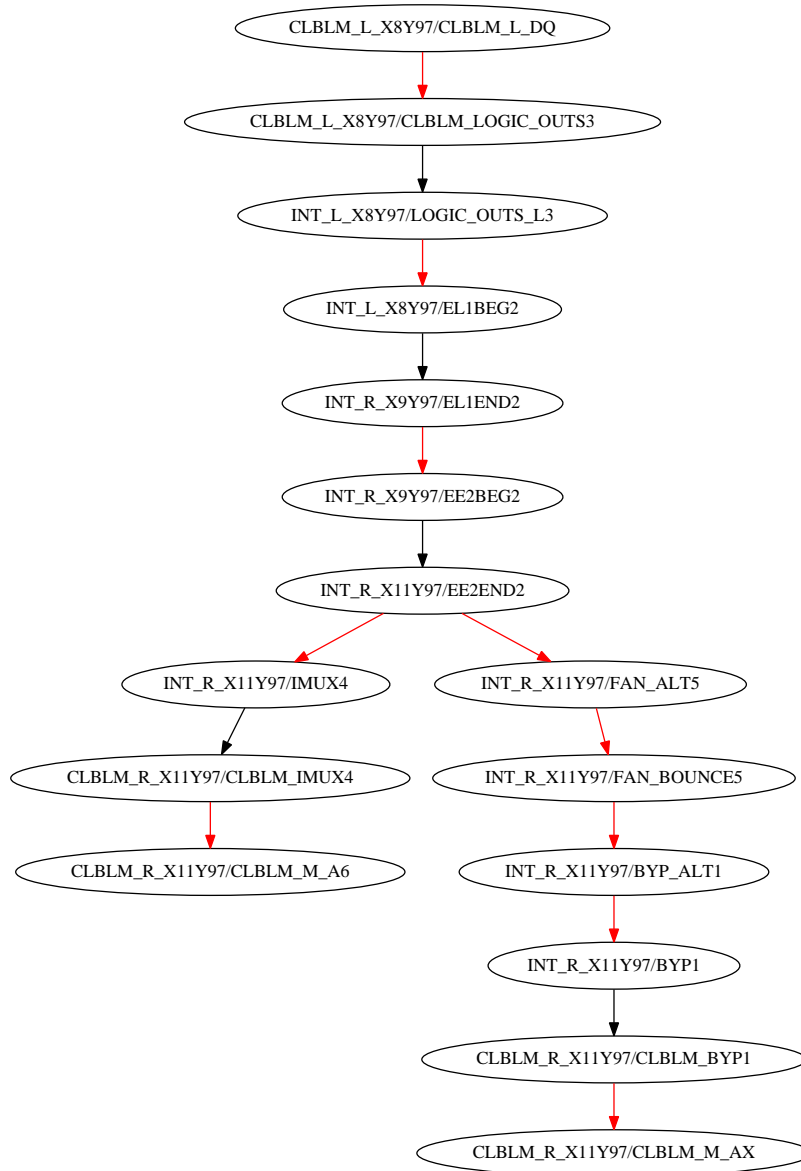 CLBLM_L_X8Y97/CLBLM_L_DQ
CLBLM_L_X8Y97/CLBLM_LOGIC_OUTS3
INT_L_X8Y97/LOGIC_OUTS_L3
INT_L_X8Y97/EL1BEG2
INT_R_X9Y97/EL1END2
INT_R_X9Y97/EE2BEG2
INT_R_X11Y97/EE2END2
INT_R_X11Y97/IMUX4
INT_R_X11Y97/FAN_ALT5
CLBLM_R_X11Y97/CLBLM_IMUX4
INT_R_X11Y97/FAN_BOUNCE5
CLBLM_R_X11Y97/CLBLM_M_A6
INT_R_X11Y97/BYP_ALT1
INT_R_X11Y97/BYP1
CLBLM_R_X11Y97/CLBLM_BYP1
CLBLM_R_X11Y97/CLBLM_M_AX